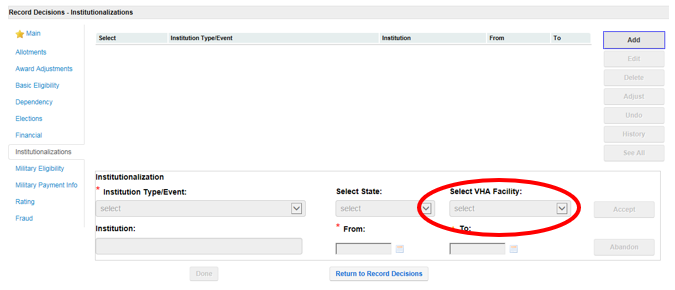 Record Decisions - Institutionalizations
Main
Select Institution Type/Event Institution From To
Add
Allotments
Edit
Award Adjustments
Delete
Basic Eligibility
Adjust
Dependency
Undo
Elections
History
Financial
See All
Institutionalizations
Military Eligibility
Military Payment Info
Rating
Fraud
Institutionalization
* Institution Type/Event: Select State: Select VHA Facility:
select select select Accept
Institution: * From: * To:
Abandon
Done Return to Record Decisions